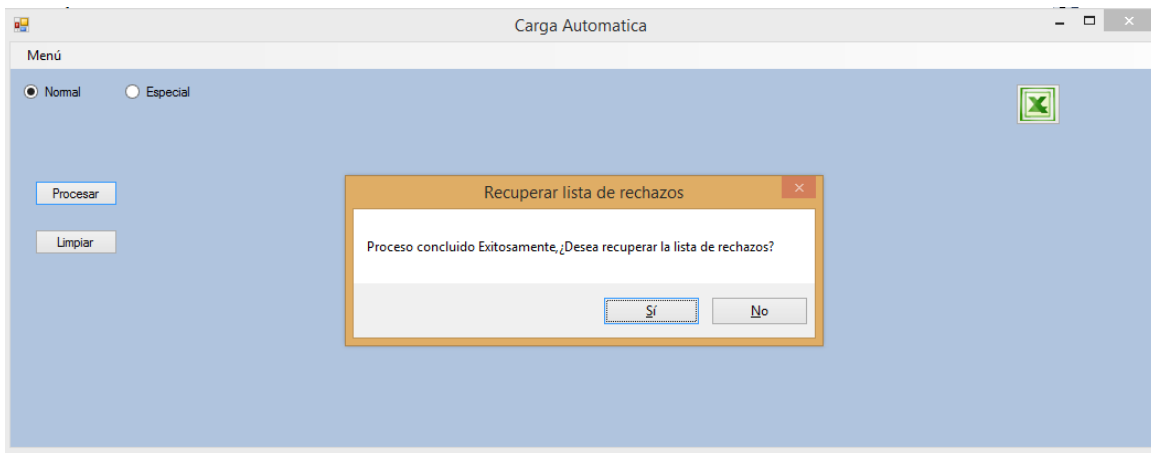 Carga Automatica
Menú
Normal Especial
Procesar
Limpiar
Recuperar lista de rechazos
Proceso concluido Exitosamente,¿Desea recuperar la lista de rechazos?
Sí No